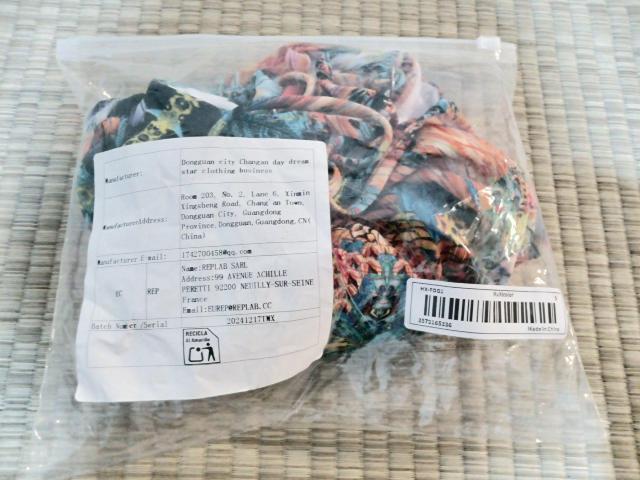 Manufacturer:
Dongguan city Changan day dream
star clothing business
ManufacturerAddress:
Room 203, No. 2, Lane 6, Xinmin
Xingsheng Road, Chang'an Town,
Dongguan City, Guangdong
Province,Dongguan,Guangdong,CN(
China)
Manufacturer E-mail:
1742700458@qq.com
EC
REP
Name:REPLAB SARL
Address:99 AVENUE ACHILLE
PERETTI 92200 NEUILLY-SUR-SEINE
France
Email:EUREP@REPLAB.CC
Batch Number /Serial
20241217TWX
RECICLA
Al Amarillo
Multicolor
S
Made in China